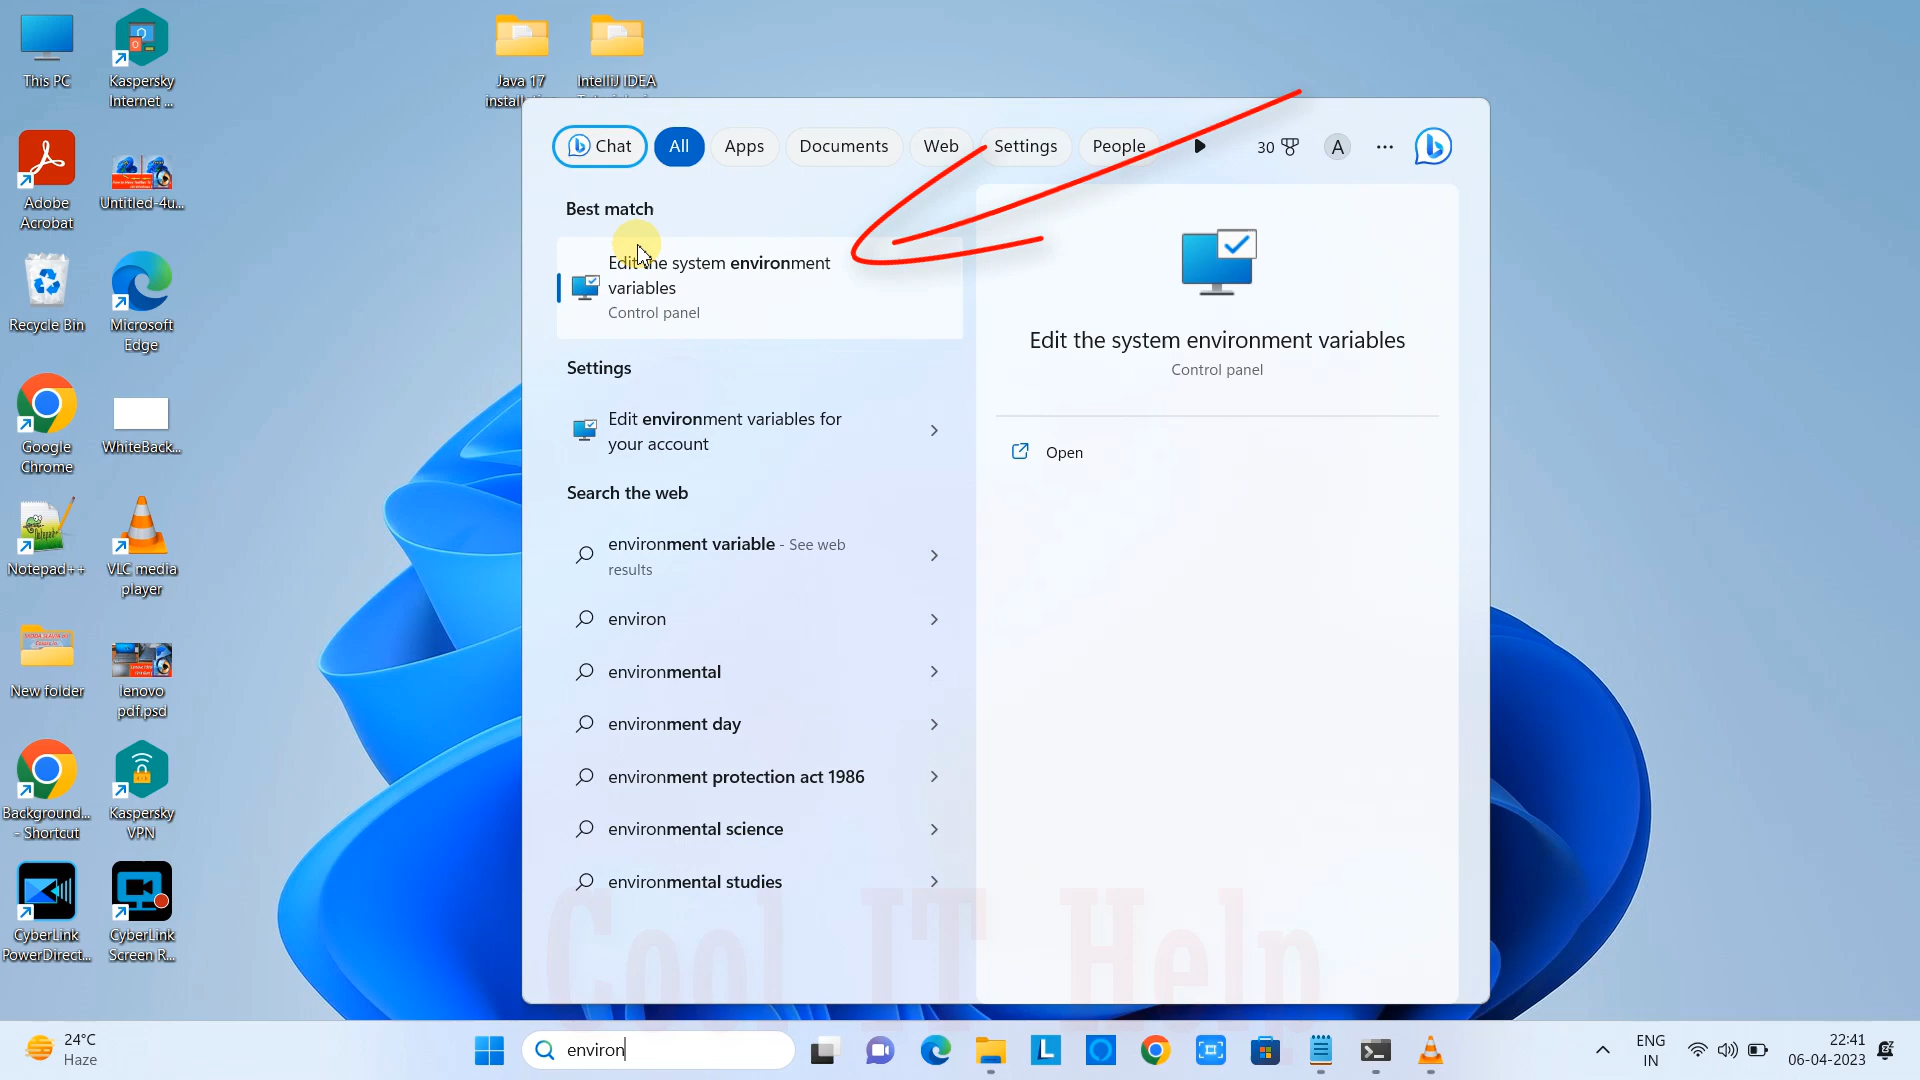 This PC
Kaspersky
Internet ...
Java 17
install
IntelliJ IDEA
Adobe
Acrobat
Untitled-4u...
Recycle Bin
Microsoft
Edge
Google
Chrome
WhiteBack...
Notepad++
VLC media
player
New folder
lenovo
pdf.psd
Background...
- Shortcut
Kaspersky
VPN
CyberLink
PowerDirect...
CyberLink
Screen R...
Chat
All
Apps
Documents
Web
Settings
People
30
A
Best match
Edit the system environment
variables
Control panel
Settings
Edit environment variables for
your account
Search the web
environment variable - See web
results
environ
environmental
environment day
environment protection act 1986
environmental science
environmental studies
Edit the system environment variables
Control panel
Open
Cool IT Help
24°C
Haze
environ
ENG
IN
22:41
06-04-2023